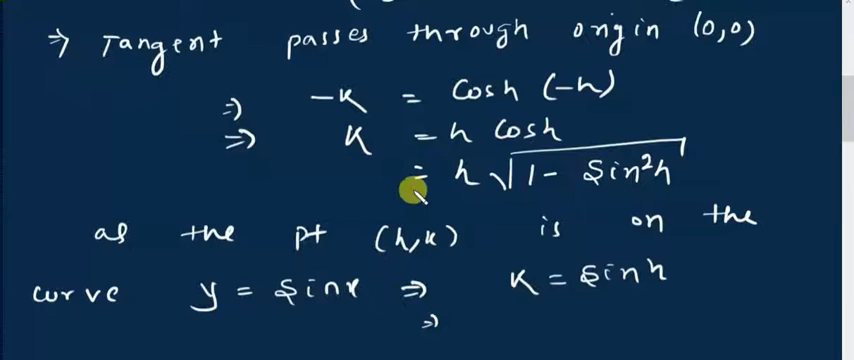 ⇒ Tangent passes through origin (0,0)
⇒ -K = Cosh (-h)
⇒ K = h Cosh
= h √1 - Sin²h
as the pt (h,k) is on the
curve y = Sinx ⇒ K = Sinh
⇒